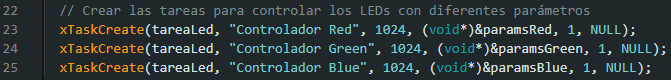 22 // Crear las tareas para controlar los LEDs con diferentes parámetros
23 xTaskCreate(tareaLed, "Controlador Red", 1024, (void*)&paramsRed, 1, NULL);
24 xTaskCreate(tareaLed, "Controlador Green", 1024, (void*)&paramsGreen, 1, NULL);
25 xTaskCreate(tareaLed, "Controlador Blue", 1024, (void*)&paramsBlue, 1, NULL);